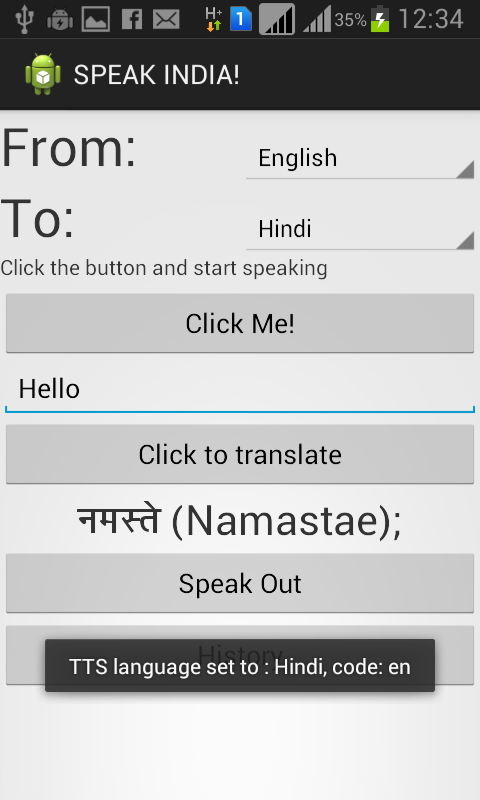 H+ 1 35% 12:34
SPEAK INDIA!
From: English
To: Hindi
Click the button and start speaking
Click Me!
Hello
Click to translate
नमस्ते (Namastae);
Speak Out
History
TTS language set to : Hindi, code: en